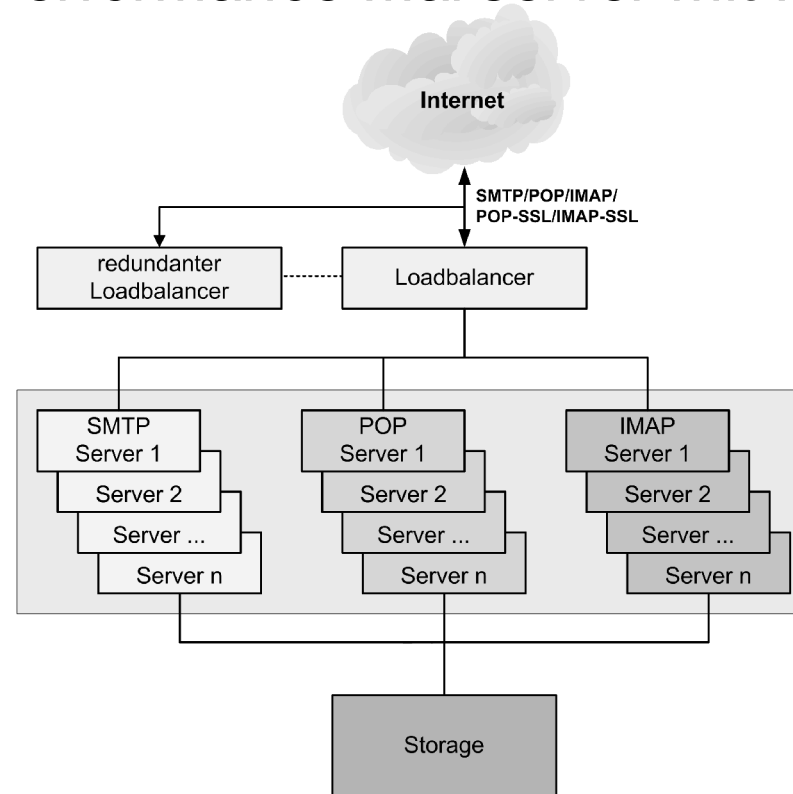 Internet
SMTP/POP/IMAP/
POP-SSL/IMAP-SSL
redundanter
Loadbalancer
Loadbalancer
SMTP
Server 1
Server 2
Server ...
Server n
POP
Server 1
Server 2
Server ...
Server n
IMAP
Server 1
Server 2
Server ...
Server n
Storage